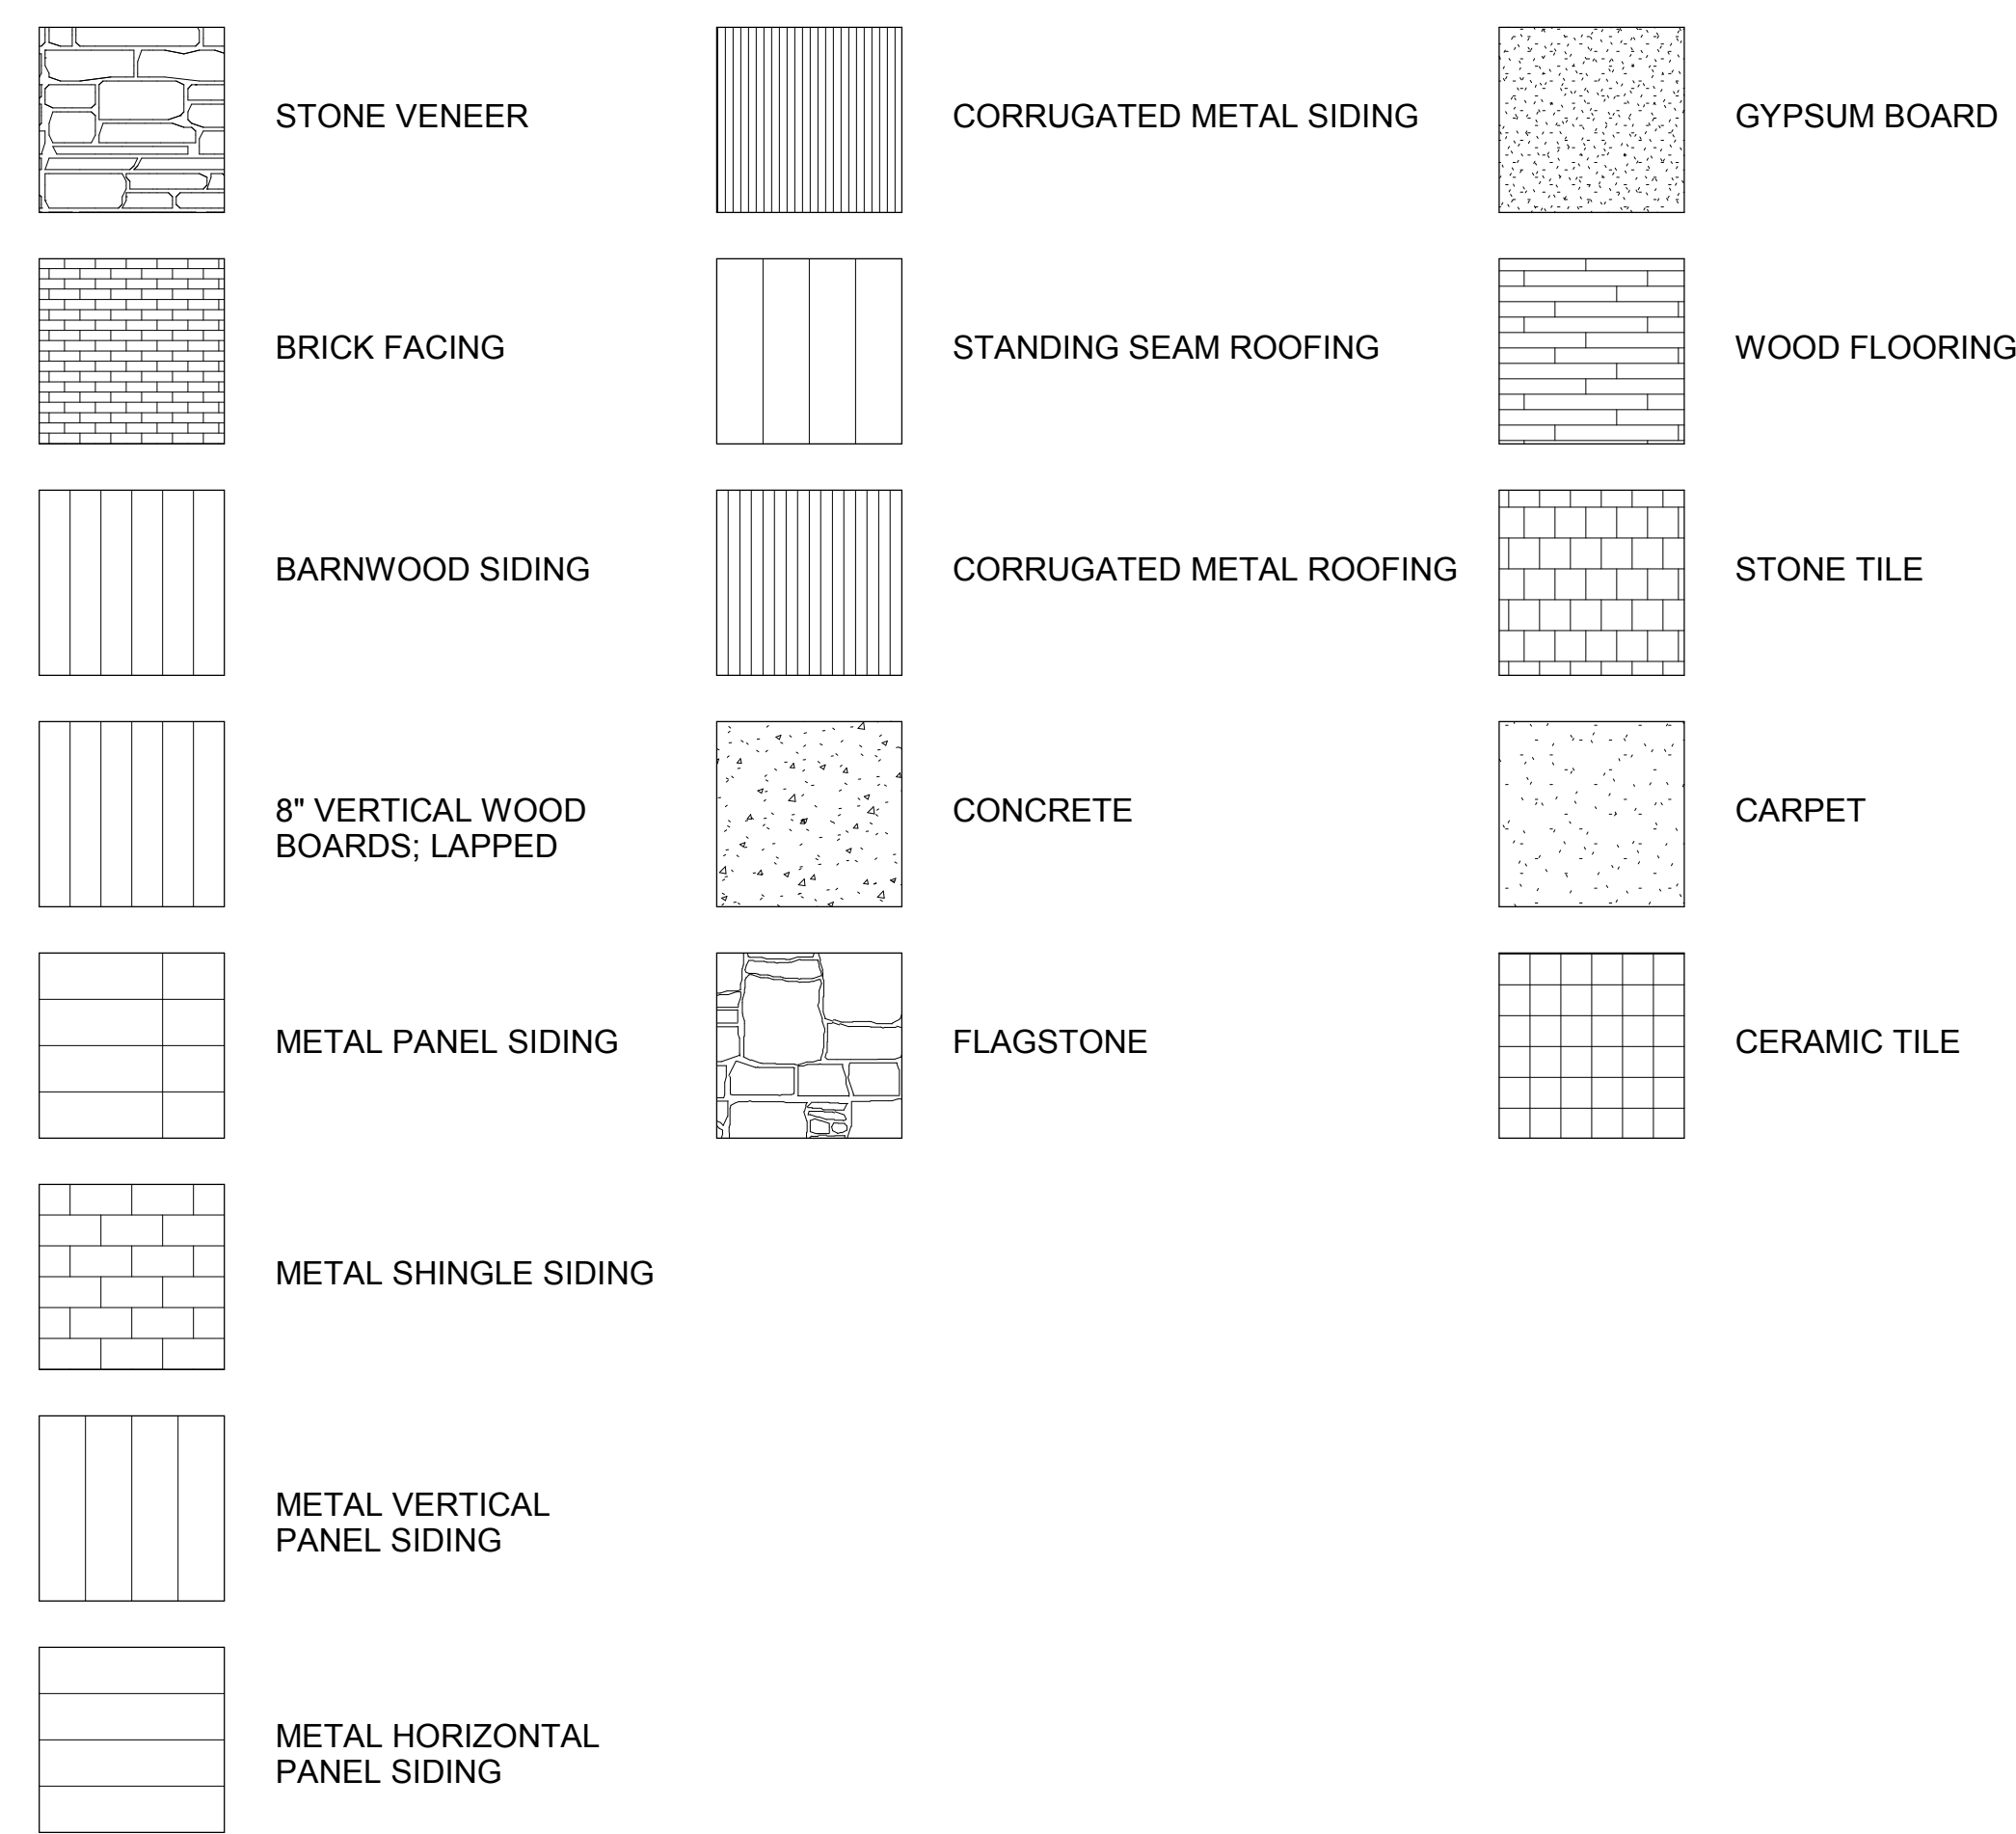 STONE VENEER
BRICK FACING
BARNWOOD SIDING
8" VERTICAL WOOD
BOARDS; LAPPED
METAL PANEL SIDING
METAL SHINGLE SIDING
METAL VERTICAL
PANEL SIDING
METAL HORIZONTAL
PANEL SIDING
CORRUGATED METAL SIDING
STANDING SEAM ROOFING
CORRUGATED METAL ROOFING
CONCRETE
FLAGSTONE
GYPSUM BOARD
WOOD FLOORING
STONE TILE
CARPET
CERAMIC TILE